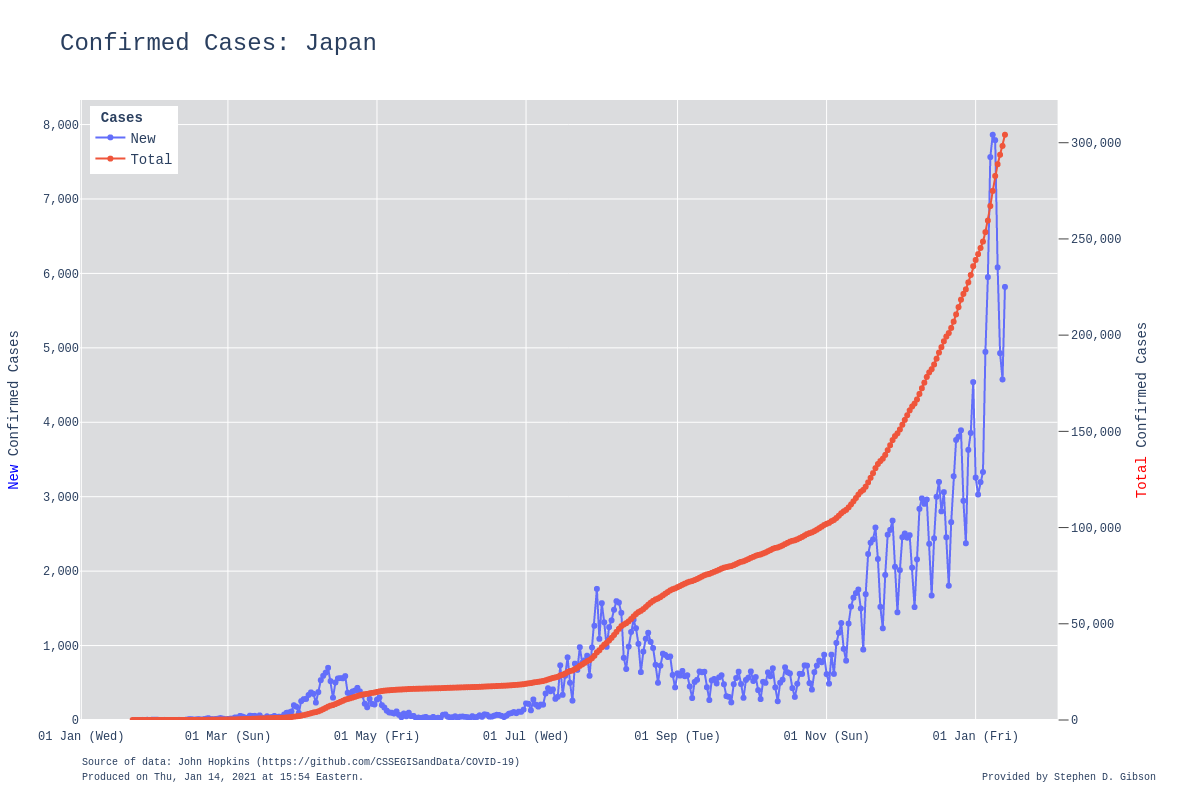 Confirmed Cases: Japan
Cases
New
Total
8,000
7,000
6,000
5,000
4,000
3,000
2,000
1,000
0
New Confirmed Cases
300,000
250,000
200,000
150,000
100,000
50,000
0
Total Confirmed Cases
01 Jan (Wed) 01 Mar (Sun) 01 May (Fri) 01 Jul (Wed) 01 Sep (Tue) 01 Nov (Sun) 01 Jan (Fri)
Source of data: John Hopkins (https://github.com/CSSEGISandData/COVID-19)
Produced on Thu, Jan 14, 2021 at 15:54 Eastern.
Provided by Stephen D. Gibson